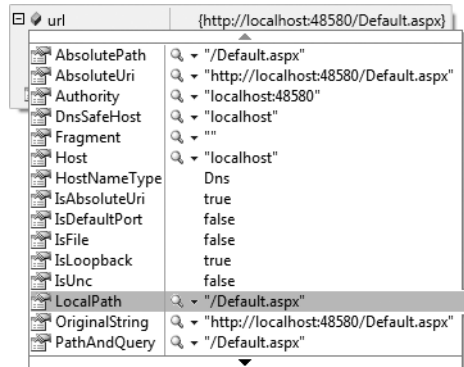 url {http://localhost:48580/Default.aspx}
AbsolutePath "/Default.aspx"
AbsoluteUri "http://localhost:48580/Default.aspx"
Authority "localhost:48580"
DnsSafeHost "localhost"
Fragment ""
Host "localhost"
HostNameType Dns
IsAbsoluteUri true
IsDefaultPort false
IsFile false
IsLoopback true
IsUnc false
LocalPath "/Default.aspx"
OriginalString "http://localhost:48580/Default.aspx"
PathAndQuery "/Default.aspx"